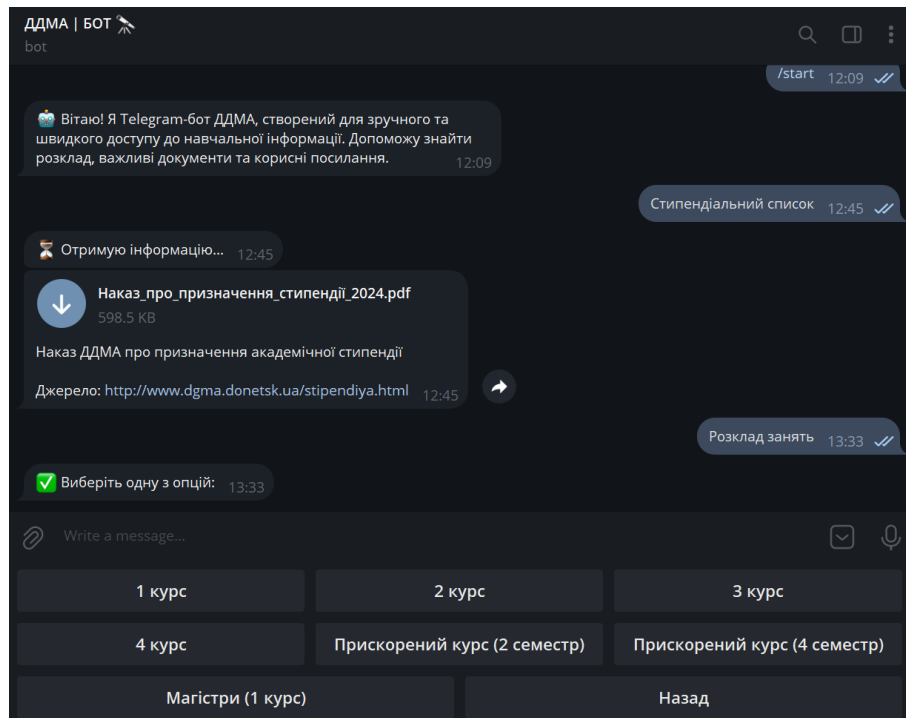 ДДМА | БОТ
bot
/start 12:09
Вітаю! Я Telegram-бот ДДМА, створений для зручного та
швидкого доступу до навчальної інформації. Допоможу знайти
розклад, важливі документи та корисні посилання. 12:09
Стипендіальний список 12:45
Отримую інформацію... 12:45
Наказ_про_призначення_стипендії_2024.pdf
598.5 KB
Наказ ДДМА про призначення академічної стипендії
Джерело: http://www.dgma.donetsk.ua/stipendiya.html 12:45
Розклад занять 13:33
Виберіть одну з опцій: 13:33
Write a message...
1 курс 2 курс 3 курс
4 курс Прискорений курс (2 семестр) Прискорений курс (4 семестр)
Магістри (1 курс) Назад